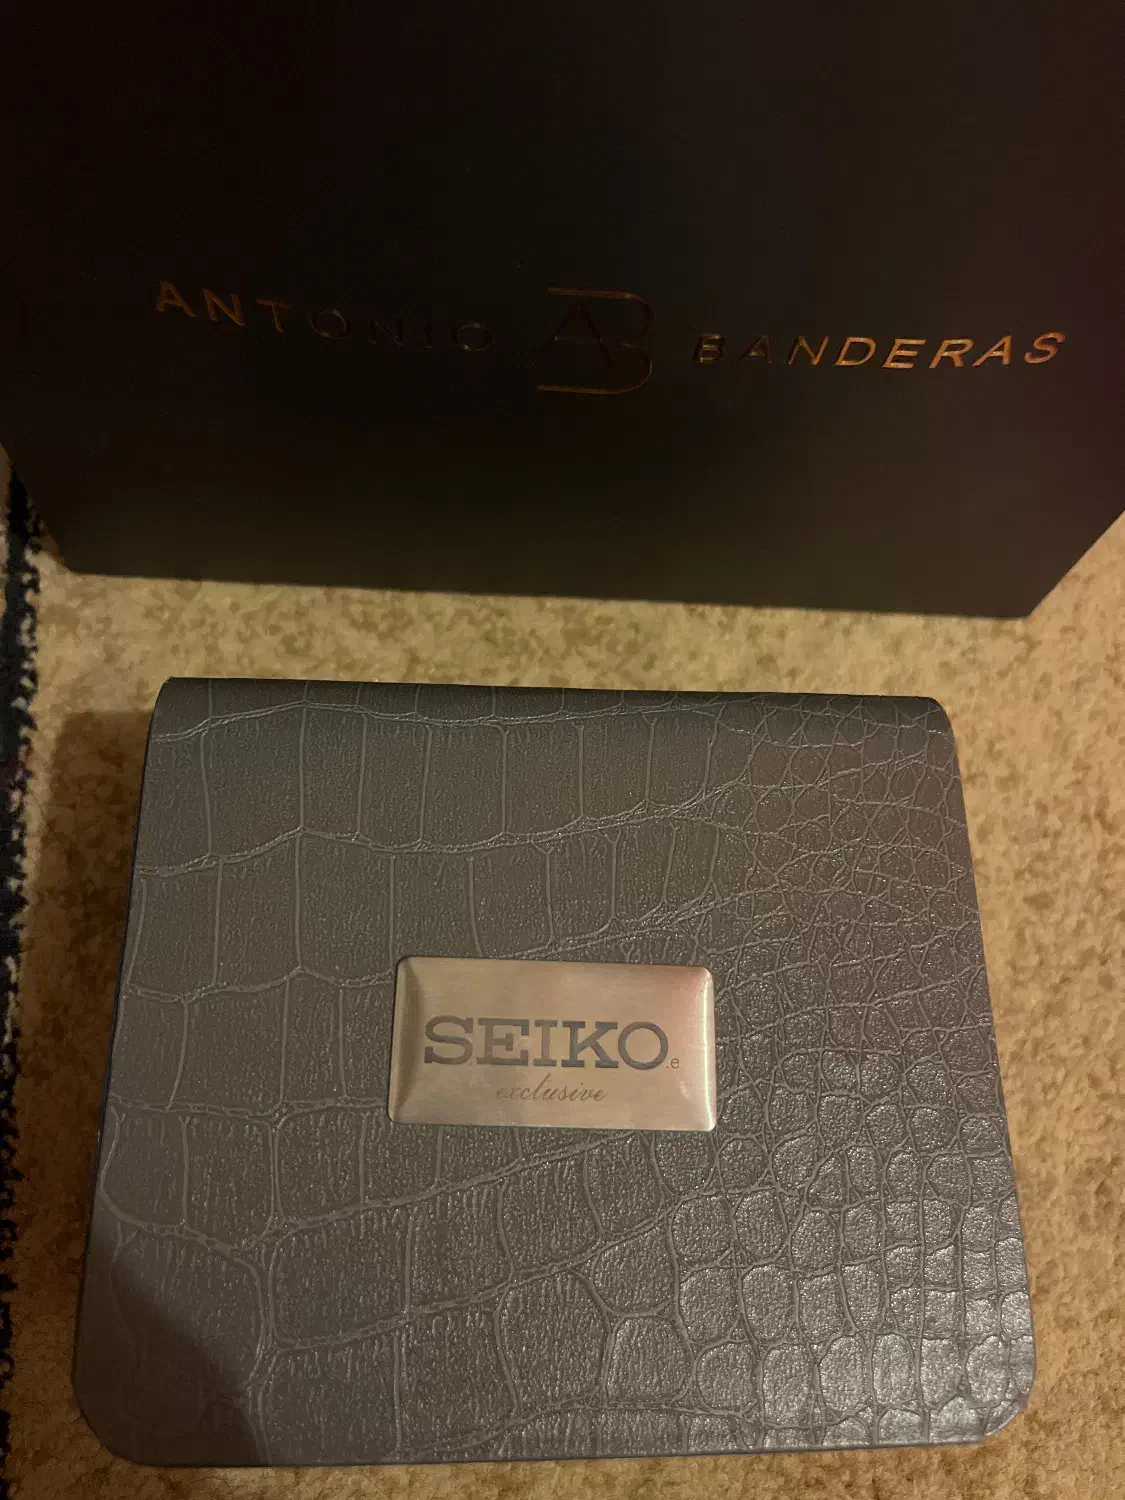 ANTONIO AB BANDERAS
SEIKO.e
exclusive